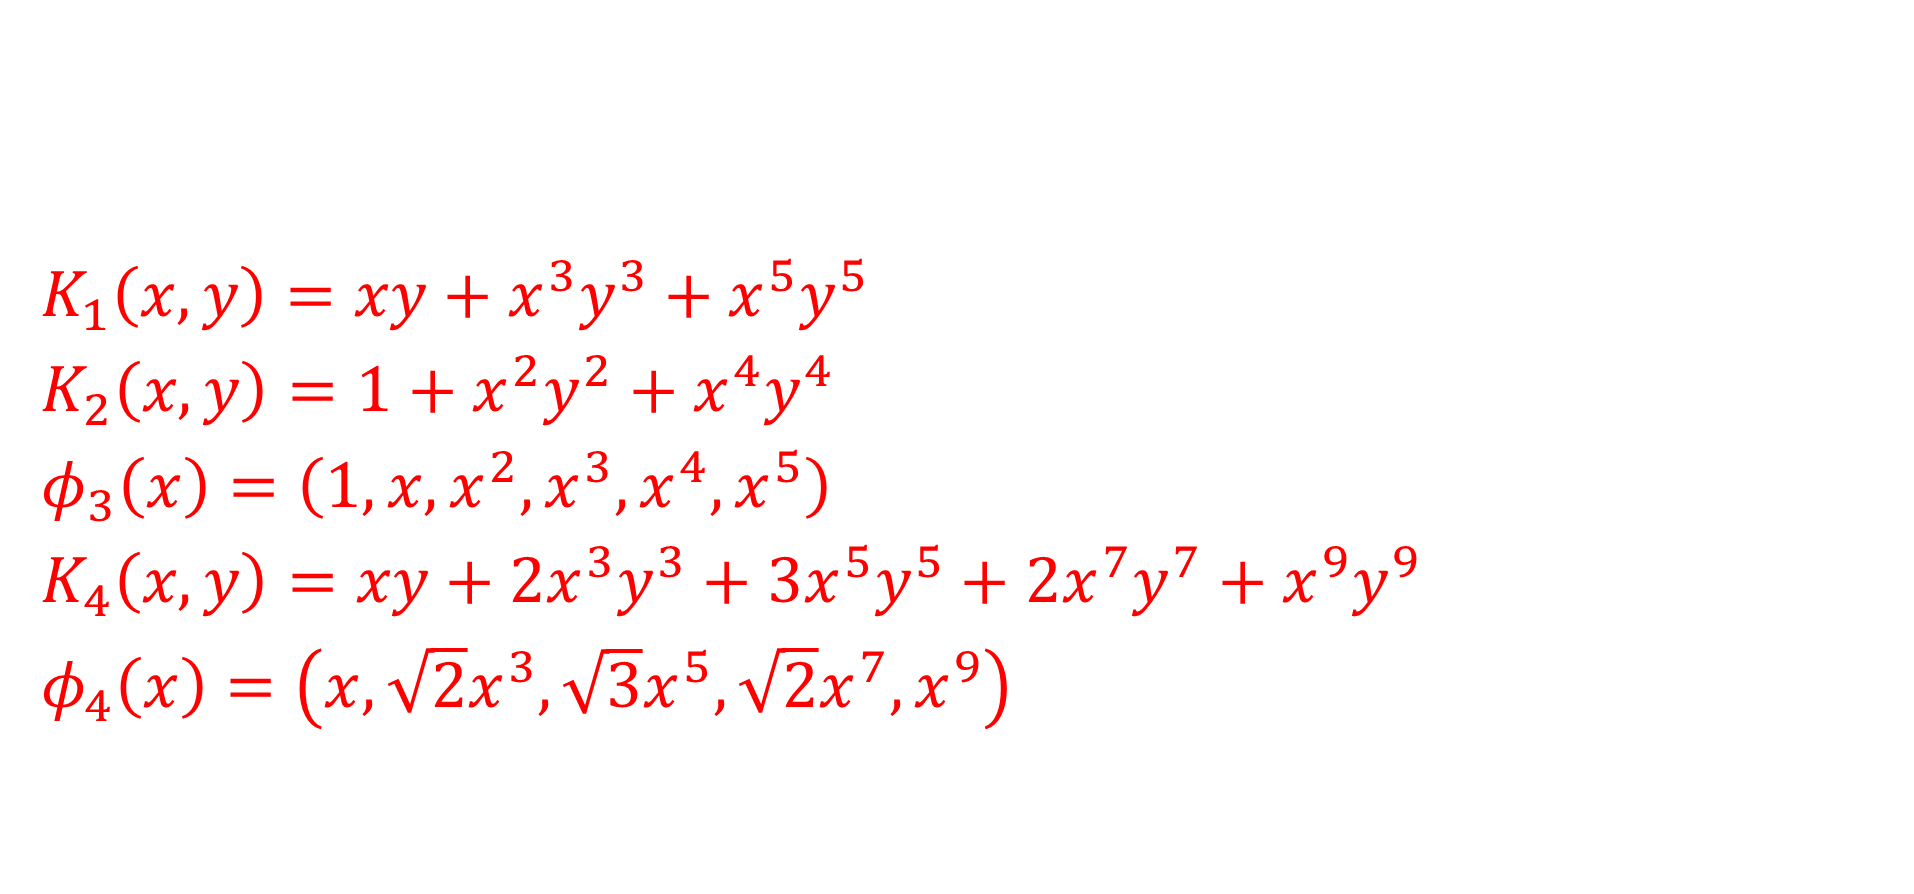 K₁(x, y) = xy + x³y³ + x⁵y⁵
K₂(x, y) = 1 + x²y² + x⁴y⁴
ϕ₃(x) = (1, x, x², x³, x⁴, x⁵)
K₄(x, y) = xy + 2x³y³ + 3x⁵y⁵ + 2x⁷y⁷ + x⁹y⁹
ϕ₄(x) = (x, √2x³, √3x⁵, √2x⁷, x⁹)